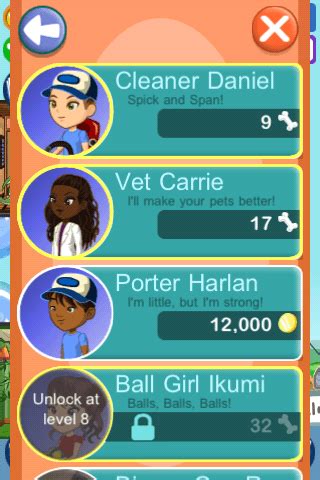 Cleaner Daniel
Spick and Span!
9
Vet Carrie
I'll make your pets better!
17
Porter Harlan
I'm little, but I'm strong!
12,000
Ball Girl Ikumi
Unlock at
level 8
Balls, Balls, Balls!
32